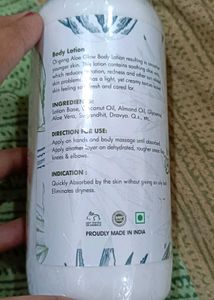 Body Lotion
Origing Aloe Glow Body Lotion resulting in
younger skin. This lotion contains soothing aloe vera
which reduces irritation, redness and other
skin problems. It has a light, yet creamy texture
skin feeling soft, fresh and cared for.
INGREDIENTS:
Lotion Base, Coconut Oil, Almond Oil, Glycerine,
Aloe Vera, Sugandhit, Dravya. Q.s., etc.
DIRECTION FOR USE:
Apply on hands and body massage until absorbed.
Apply another layer on dehydrated, rougher areas like
knees & elbows.
INDICATION :
Quickly Absorbed by the skin without giving an oily
Eliminates dryness.
PROUDLY MADE IN INDIA